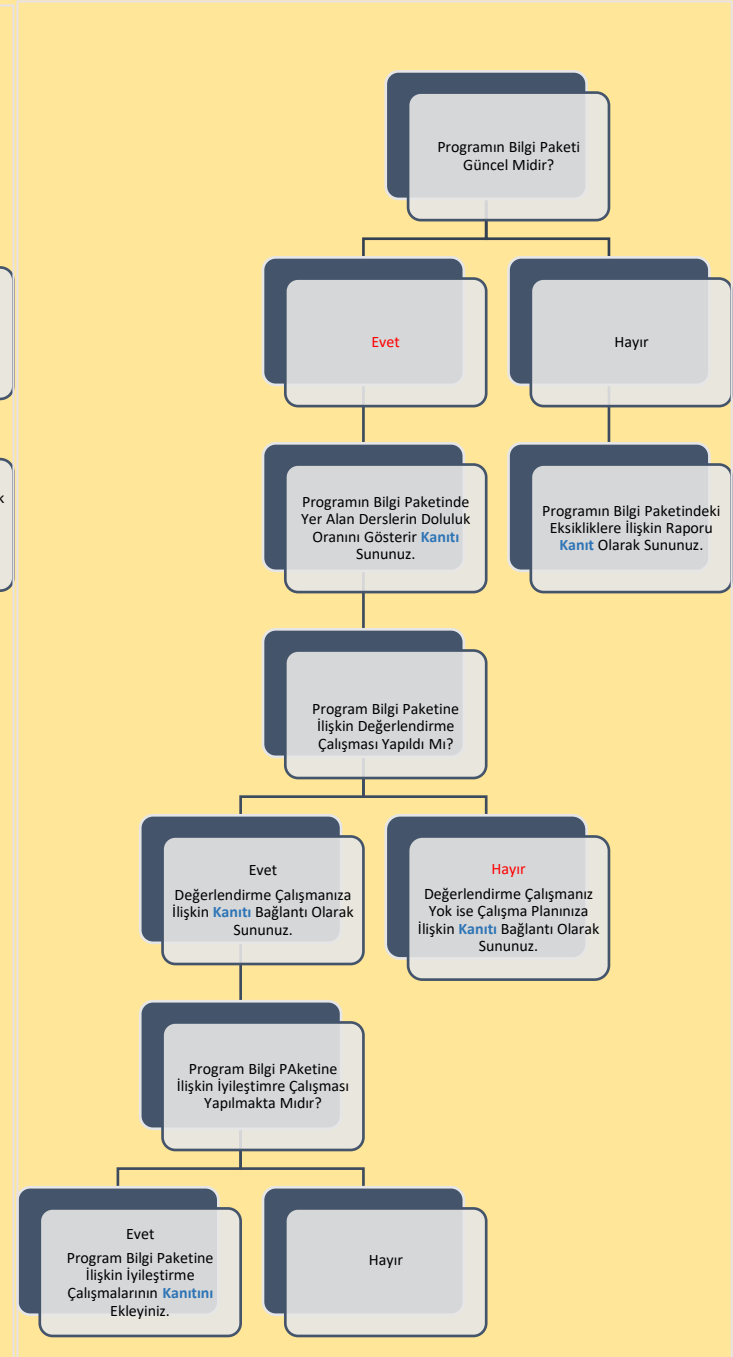 Programın Bilgi Paketi
Güncel Midir?
Evet
Hayır
Programın Bilgi Paketinde
Yer Alan Derslerin Doluluk
Oranını Gösterir Kanıtı
Sununuz.
Programın Bilgi Paketindeki
Eksikliklere İlişkin Raporu
Kanıt Olarak Sununuz.
k
Program Bilgi Paketine
İlişkin Değerlendirme
Çalışması Yapıldı Mı?
Evet
Değerlendirme Çalışmanıza
İlişkin Kanıtı Bağlantı Olarak
Sununuz.
Hayır
Değerlendirme Çalışmanız
Yok ise Çalışma Planınıza
İlişkin Kanıtı Bağlantı Olarak
Sununuz.
Program Bilgi PAketine
İlişkin İyileştimre Çalışması
Yapılmakta Mıdır?
Evet
Program Bilgi Paketine
İlişkin İyileştirme
Çalışmalarının Kanıtını
Ekleyiniz.
Hayır